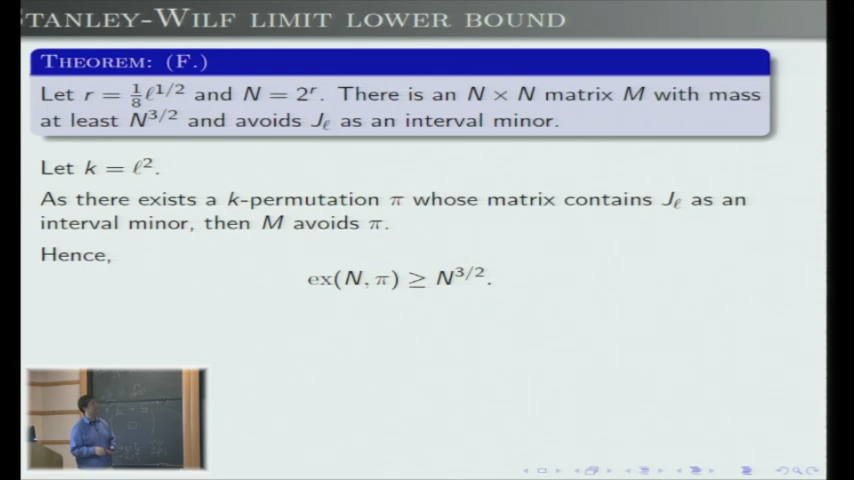 STANLEY-WILF LIMIT LOWER BOUND
THEOREM: (F.)
Let r = 1/8 ℓ^{1/2} and N = 2^r. There is an N × N matrix M with mass
at least N^{3/2} and avoids J_ℓ as an interval minor.
Let k = ℓ^2.
As there exists a k-permutation π whose matrix contains J_ℓ as an
interval minor, then M avoids π.
Hence,
ex(N, π) ≥ N^{3/2}.